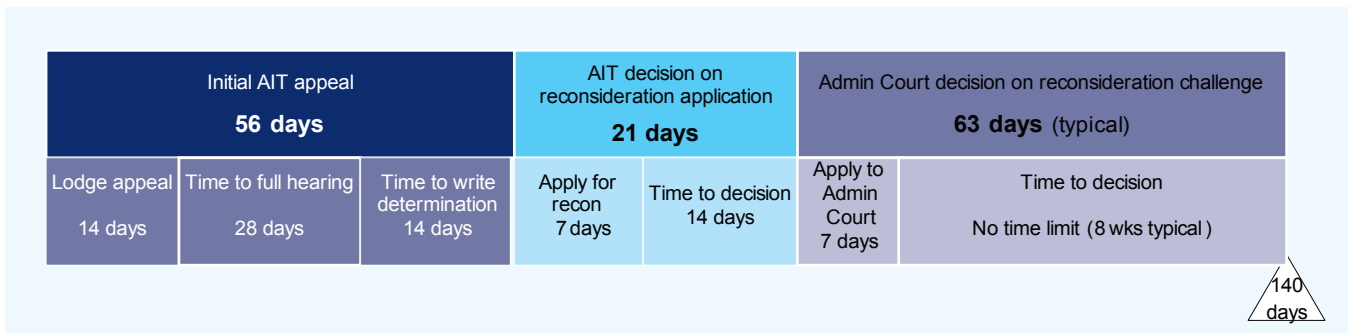 Initial AIT appeal
56 days
AIT decision on
reconsideration application
21 days
Admin Court decision on reconsideration challenge
63 days (typical)
Lodge appeal
14 days
Time to full hearing
28 days
Time to write
determination
14 days
Apply for
recon
7 days
Time to decision
14 days
Apply to
Admin
Court
7 days
Time to decision
No time limit (8 wks typical)
140
days